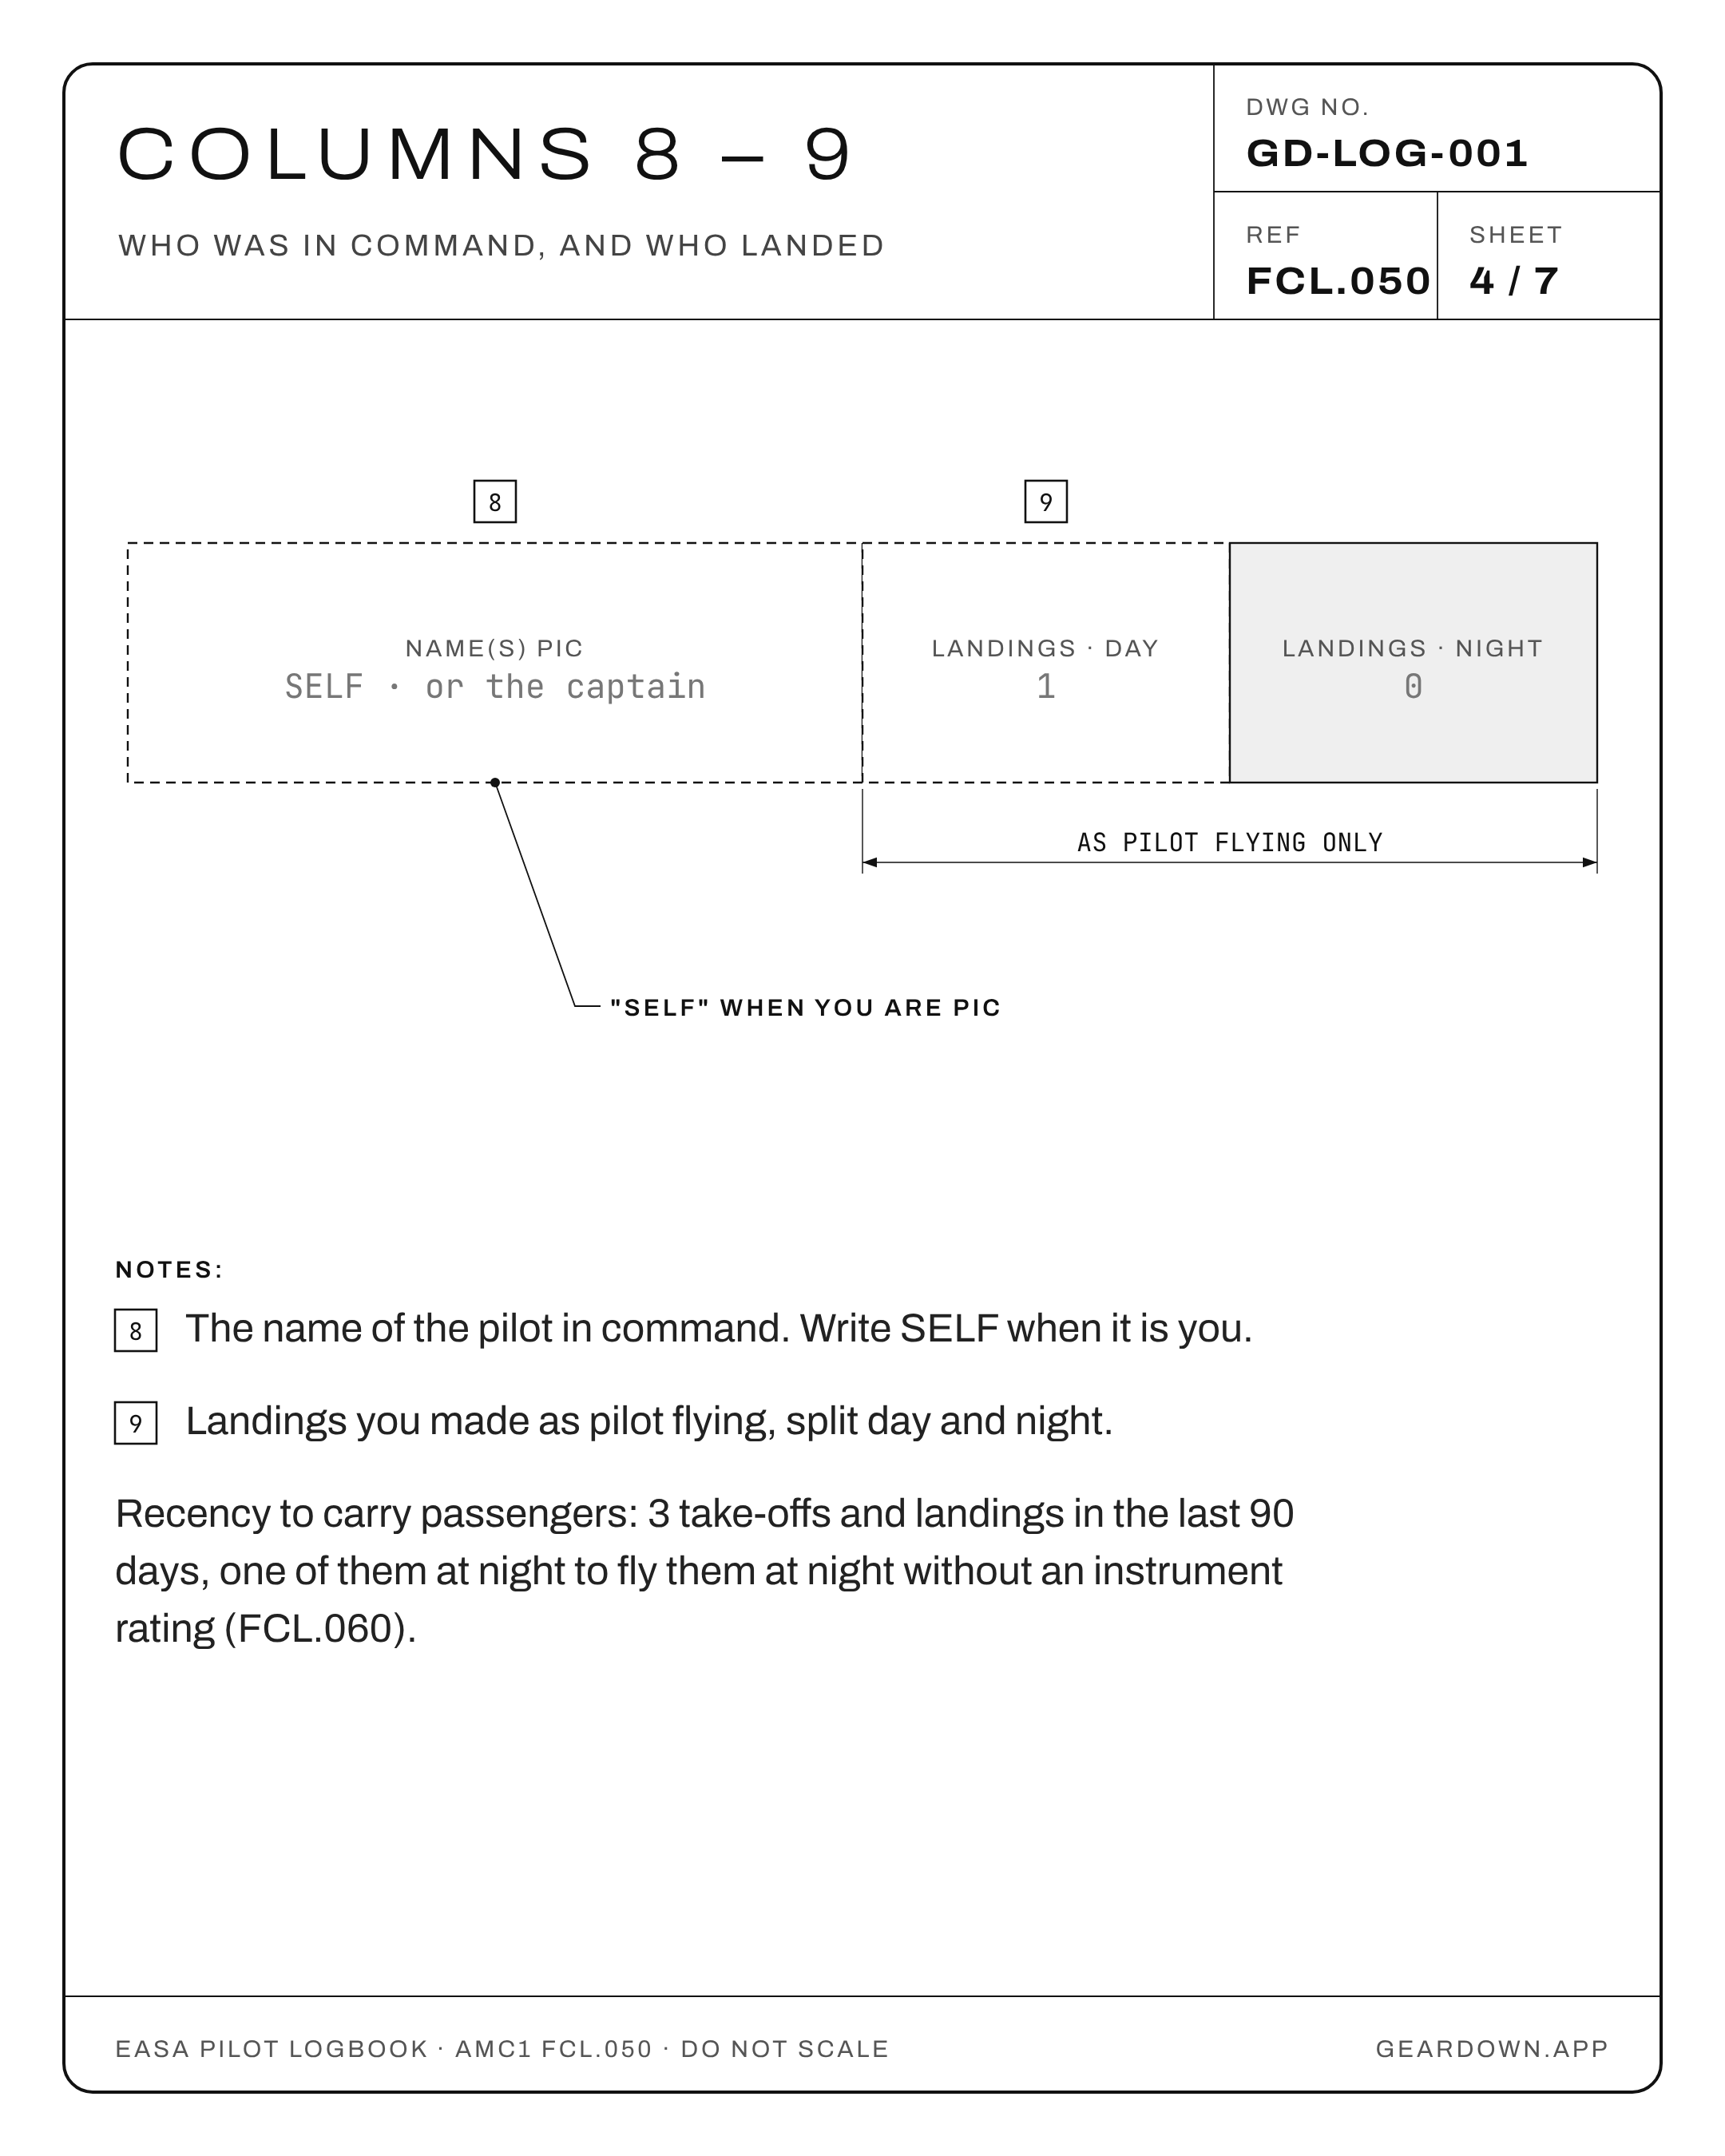 COLUMNS 8 – 9
WHO WAS IN COMMAND, AND WHO LANDED
DWG NO.
GD-LOG-001
REF
FCL.050
SHEET
4 / 7
8
9
NAME(S) PIC
SELF · or the captain
LANDINGS · DAY
1
LANDINGS · NIGHT
0
AS PILOT FLYING ONLY
"SELF" WHEN YOU ARE PIC
NOTES:
8 The name of the pilot in command. Write SELF when it is you.
9 Landings you made as pilot flying, split day and night.
Recency to carry passengers: 3 take-offs and landings in the last 90
days, one of them at night to fly them at night without an instrument
rating (FCL.060).
EASA PILOT LOGBOOK · AMC1 FCL.050 · DO NOT SCALE
GEARDOWN.APP